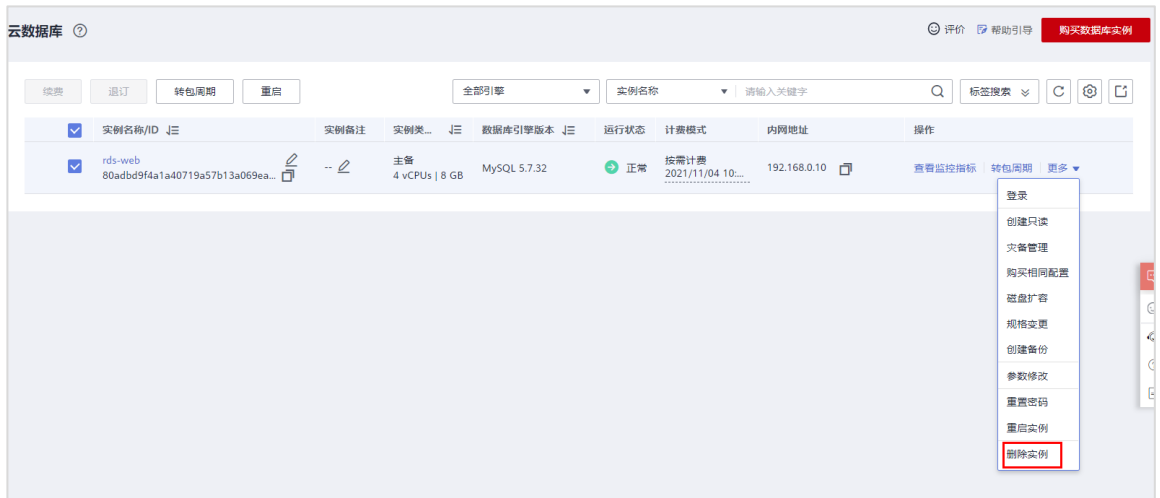 云数据库
评价 帮助引导 购买数据库实例
续费 退订 转包周期 重启 全部引擎 实例名称 请输入关键字 标签搜索
实例名称/ID 实例备注 实例类... 数据库引擎版本 运行状态 计费模式 内网地址 操作
rds-web
80adbd9f4a1a40719a57b13a069ea...
--
主备
4 vCPUs | 8 GB
MySQL 5.7.32
正常
按需计费
2021/11/04 10:...
192.168.0.10
查看监控指标 转包周期 更多
登录
创建只读
灾备管理
购买相同配置
磁盘扩容
规格变更
创建备份
参数修改
重置密码
重启实例
删除实例